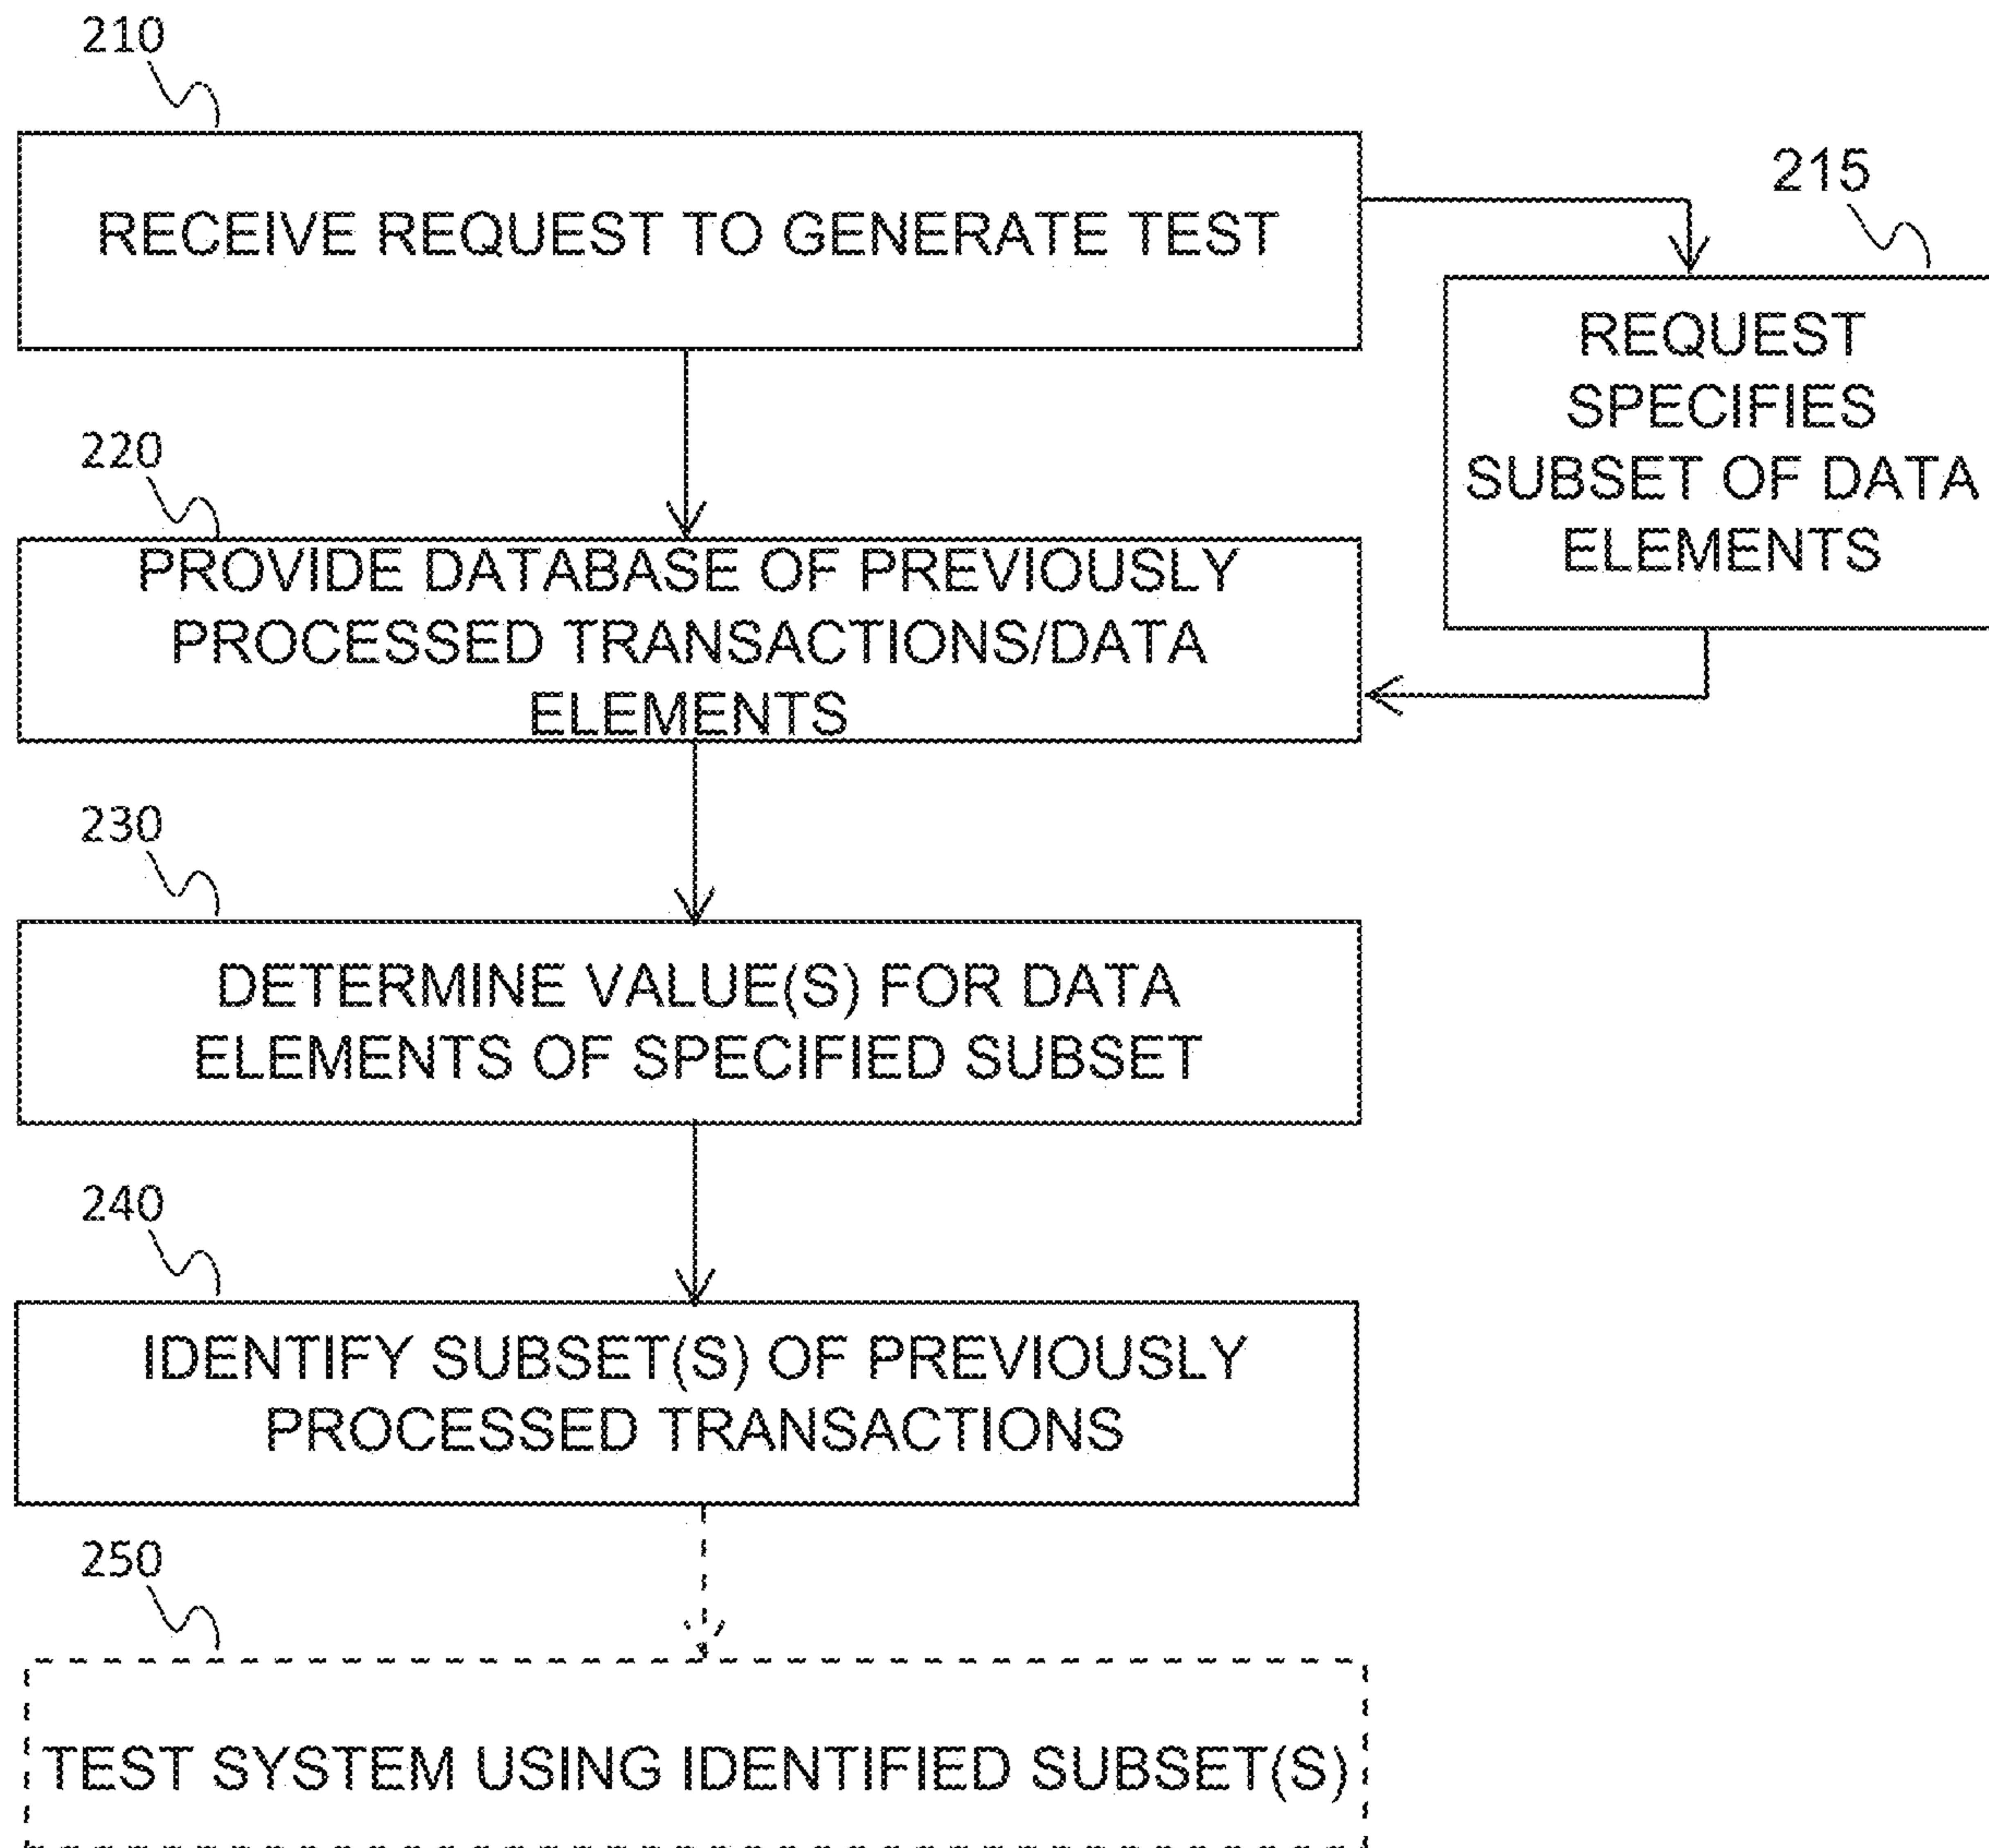 210
RECEIVE REQUEST TO GENERATE TEST
215
REQUEST
SPECIFIES
SUBSET OF DATA
ELEMENTS
220
PROVIDE DATABASE OF PREVIOUSLY
PROCESSED TRANSACTIONS/DATA
ELEMENTS
230
DETERMINE VALUE(S) FOR DATA
ELEMENTS OF SPECIFIED SUBSET
240
IDENTIFY SUBSET(S) OF PREVIOUSLY
PROCESSED TRANSACTIONS
250
TEST SYSTEM USING IDENTIFIED SUBSET(S)